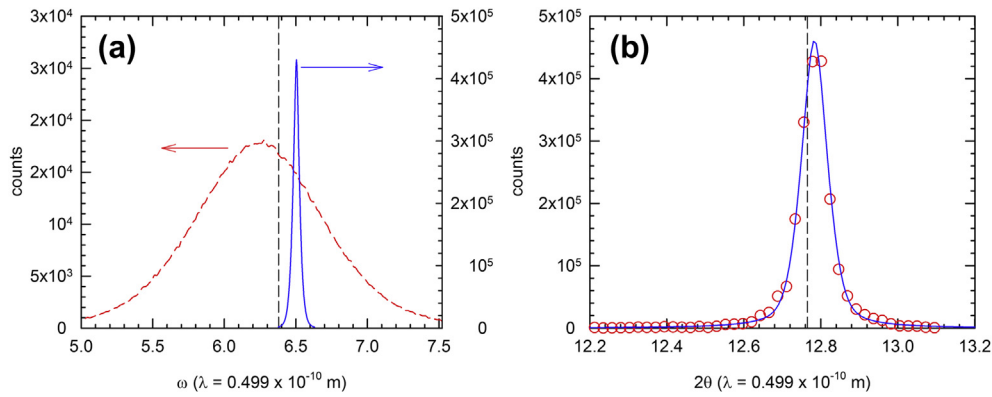 (a)
counts
3x10⁴
3x10⁴
2x10⁴
2x10⁴
10⁴
5x10³
0
5x10⁵
4x10⁵
3x10⁵
2x10⁵
10⁵
0
5.0 5.5 6.0 6.5 7.0 7.5
ω (λ = 0.499 x 10⁻¹⁰ m)
(b)
counts
5x10⁵
4x10⁵
3x10⁵
2x10⁵
10⁵
0
12.2 12.4 12.6 12.8 13.0 13.2
2θ (λ = 0.499 x 10⁻¹⁰ m)